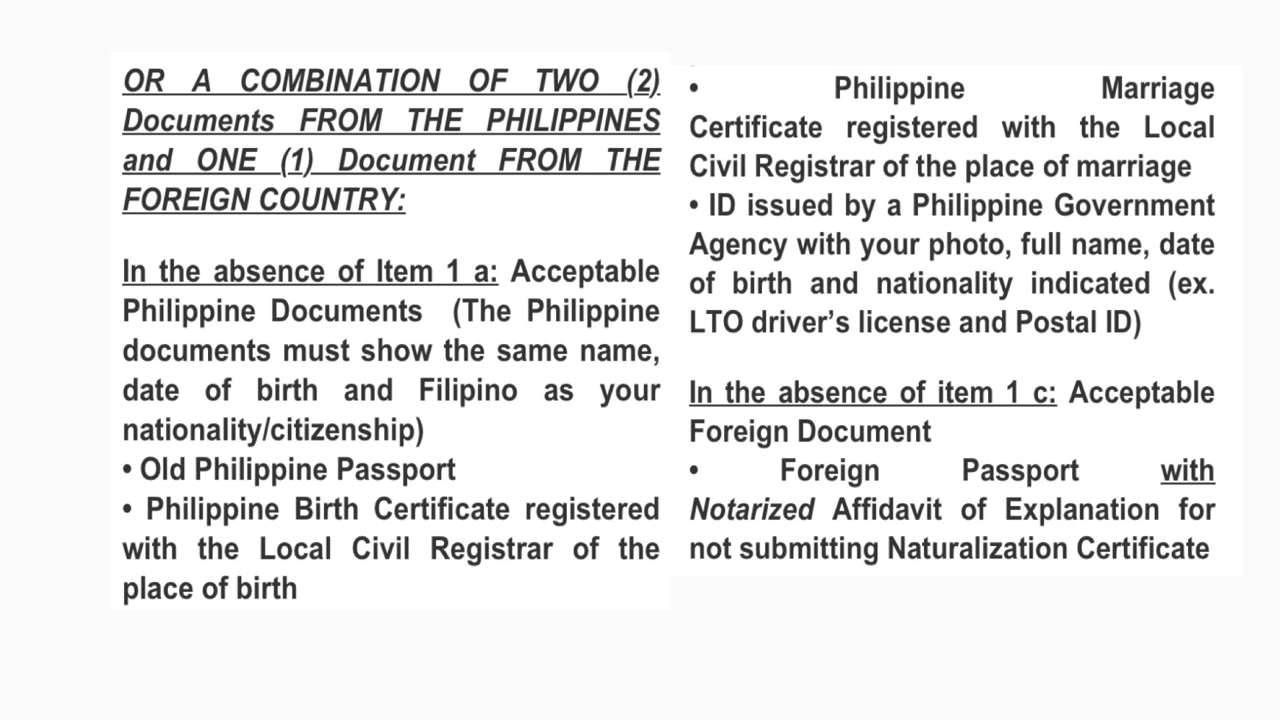 OR A COMBINATION OF TWO (2)
Documents FROM THE PHILIPPINES
and ONE (1) Document FROM THE
FOREIGN COUNTRY:
In the absence of Item 1 a: Acceptable
Philippine Documents (The Philippine
documents must show the same name,
date of birth and Filipino as your
nationality/citizenship)
• Old Philippine Passport
• Philippine Birth Certificate registered
with the Local Civil Registrar of the
place of birth
• Philippine Marriage
Certificate registered with the Local
Civil Registrar of the place of marriage
• ID issued by a Philippine Government
Agency with your photo, full name, date
of birth and nationality indicated (ex.
LTO driver’s license and Postal ID)
In the absence of item 1 c: Acceptable
Foreign Document
• Foreign Passport with
Notarized Affidavit of Explanation for
not submitting Naturalization Certificate